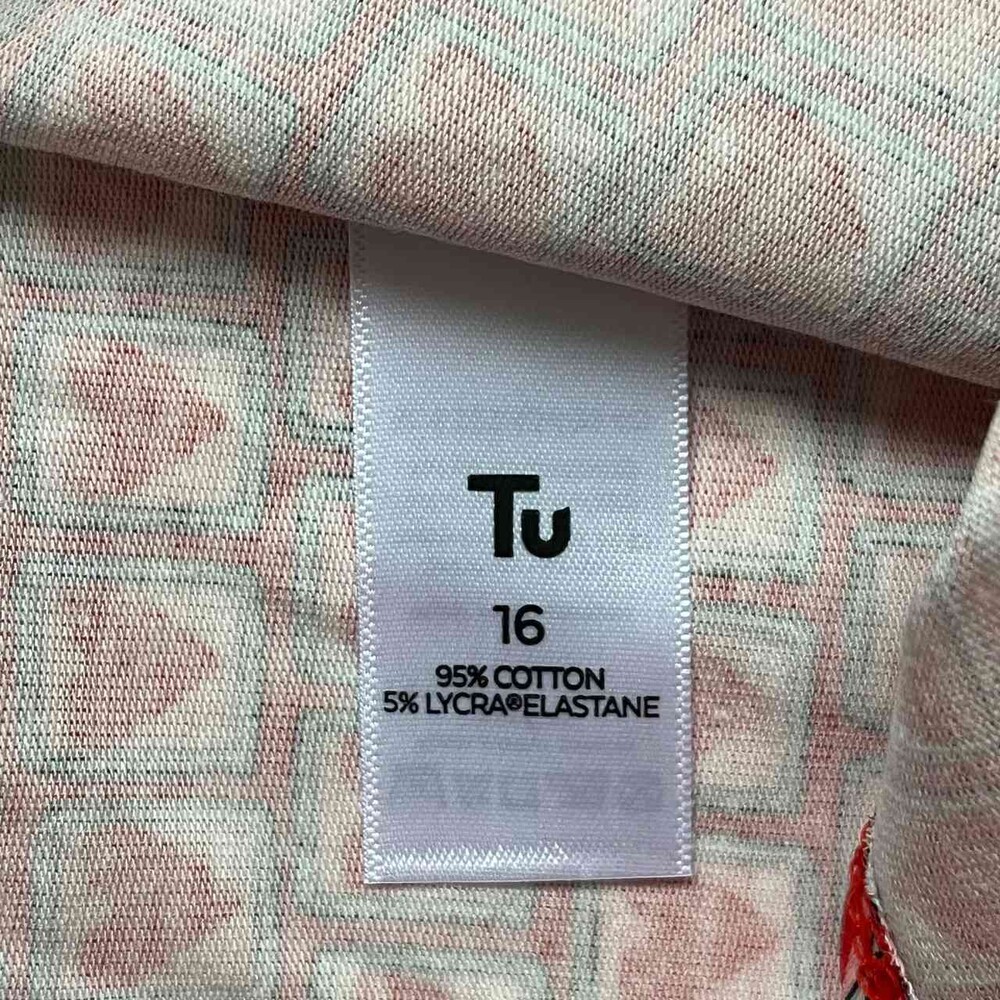 Tu
16
95% COTTON
5% LYCRA®ELASTANE